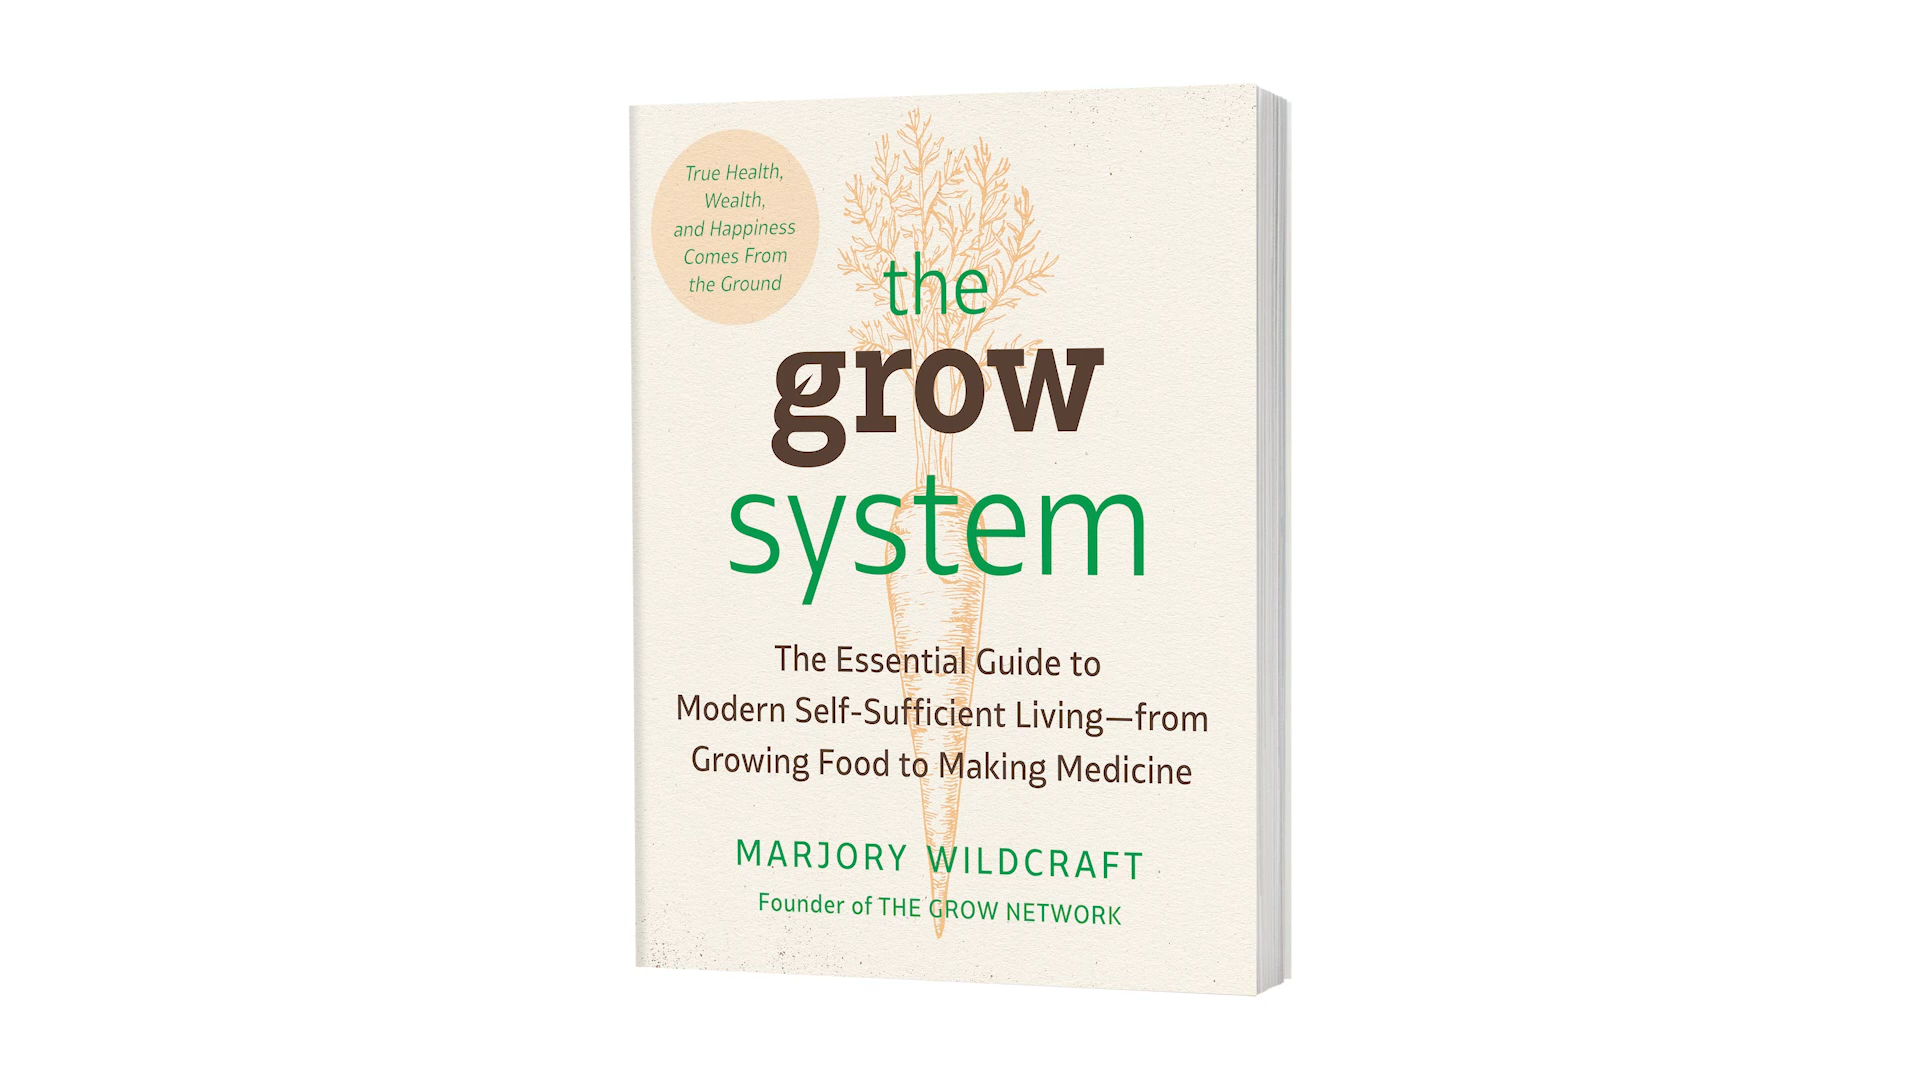 True Health,
Wealth,
and Happiness
Comes From
the Ground
the
grow
system
The Essential Guide to
Modern Self-Sufficient Living—from
Growing Food to Making Medicine
MARJORY WILDCRAFT
Founder of THE GROW NETWORK